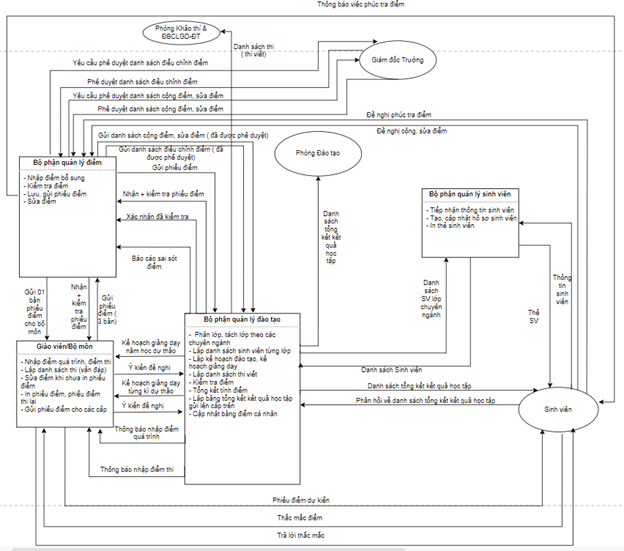 Thông báo việc phúc tra điểm
Phòng Khảo thí &
ĐBCLGD-ĐT
Danh sách thi
( thi viết)
Giám đốc Trưởng
Yêu cầu phê duyệt danh sách điều chỉnh điểm
Phê duyệt danh sách điều chỉnh điểm
Yêu cầu phê duyệt danh sách cộng điểm, sửa điểm
Phê duyệt danh sách cộng điểm, sửa điểm
Đề nghị phúc tra điểm
Đề nghị cộng, sửa điểm
Gửi danh sách cộng điểm, sửa điểm ( đã được phê duyệt)
Gửi danh sách điều chỉnh điểm ( đã
được phê duyệt)
Gửi phiếu điểm
Phòng Đào tạo
Bộ phận quản lý điểm
- Nhập điểm bổ sung
- Kiểm tra điểm
- Lưu, gửi phiếu điểm
- Sửa điểm
Nhận + kiểm tra phiếu điểm
Xác nhận đã kiểm tra
Báo cáo sai sót
điểm
Bộ phận quản lý sinh viên
- Tiếp nhận thông tin sinh viên
- Tạo, cập nhật hồ sơ sinh viên
- In thẻ sinh viên
Danh
sách
tổng
kết kết
quả
học
tập
Gửi 01
bản
phiếu
điểm
cho bộ
môn
Nhận
+
kiểm
tra
phiếu
điểm
Gửi
phiếu
điểm (
3 bản)
Danh
sách
SV lớp
chuyên
ngành
Thẻ
SV
Thông
tin
sinh
viên
Giáo viên/Bộ môn
- Nhập điểm quá trình, điểm thi
- Lập danh sách thi (vấn đáp)
- Sửa điểm khi chưa in phiếu
điểm
- In phiếu điểm, phiếu điểm
thi lại
- Gửi phiếu điểm cho các cấp
Kế hoạch giảng dạy
năm học dự thảo
Ý kiến đề nghị
Kế hoạch giảng dạy
từng kì dự thảo
Ý kiến đề nghị
Thông báo nhập điểm
quá trình
Thông báo nhập điểm thi
Bộ phận quản lý đào tạo
- Phân lớp, tách lớp theo các
chuyên ngành
- Lập danh sách sinh viên từng lớp
- Lập kế hoạch đào tạo, kế
hoạch giảng dạy
- Lập danh sách thi viết
- Kiểm tra điểm
- Tổng kết tính điểm
- Lập bảng tổng kết kết quả học tập
gửi lên cấp trên
- Cập nhật bảng điểm cá nhân
Danh sách Sinh viên
Danh sách tổng kết kết quả học tập
Phản hồi về danh sách tổng kết kết quả học tập
Sinh viên
Phiếu điểm dự kiến
Thắc mắc điểm
Trả lời thắc mắc